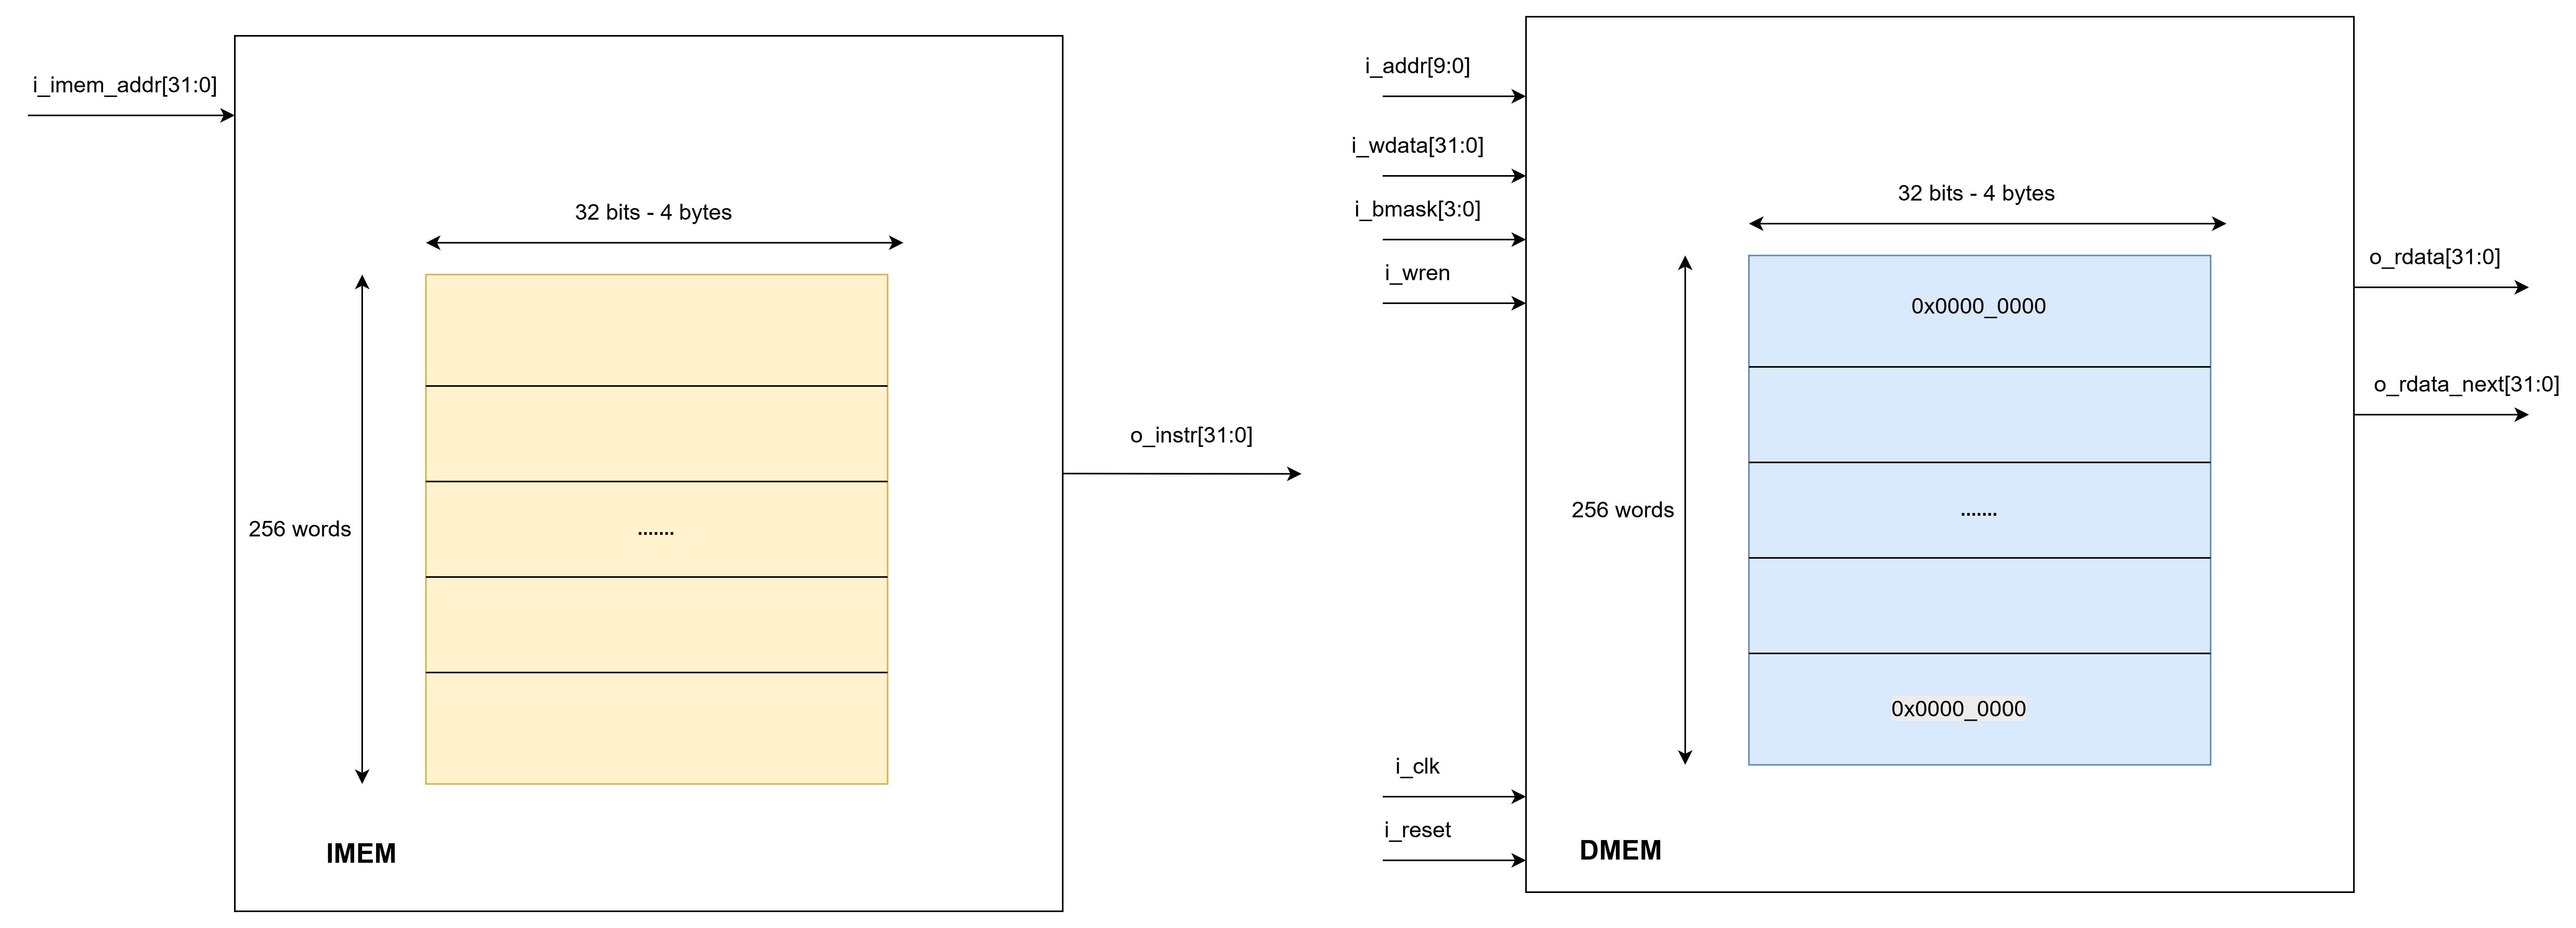 i_imem_addr[31:0]
32 bits - 4 bytes
256 words
.......
o_instr[31:0]
IMEM
i_addr[9:0]
i_wdata[31:0]
i_bmask[3:0]
i_wren
32 bits - 4 bytes
0x0000_0000
256 words
.......
0x0000_0000
o_rdata[31:0]
o_rdata_next[31:0]
i_clk
i_reset
DMEM